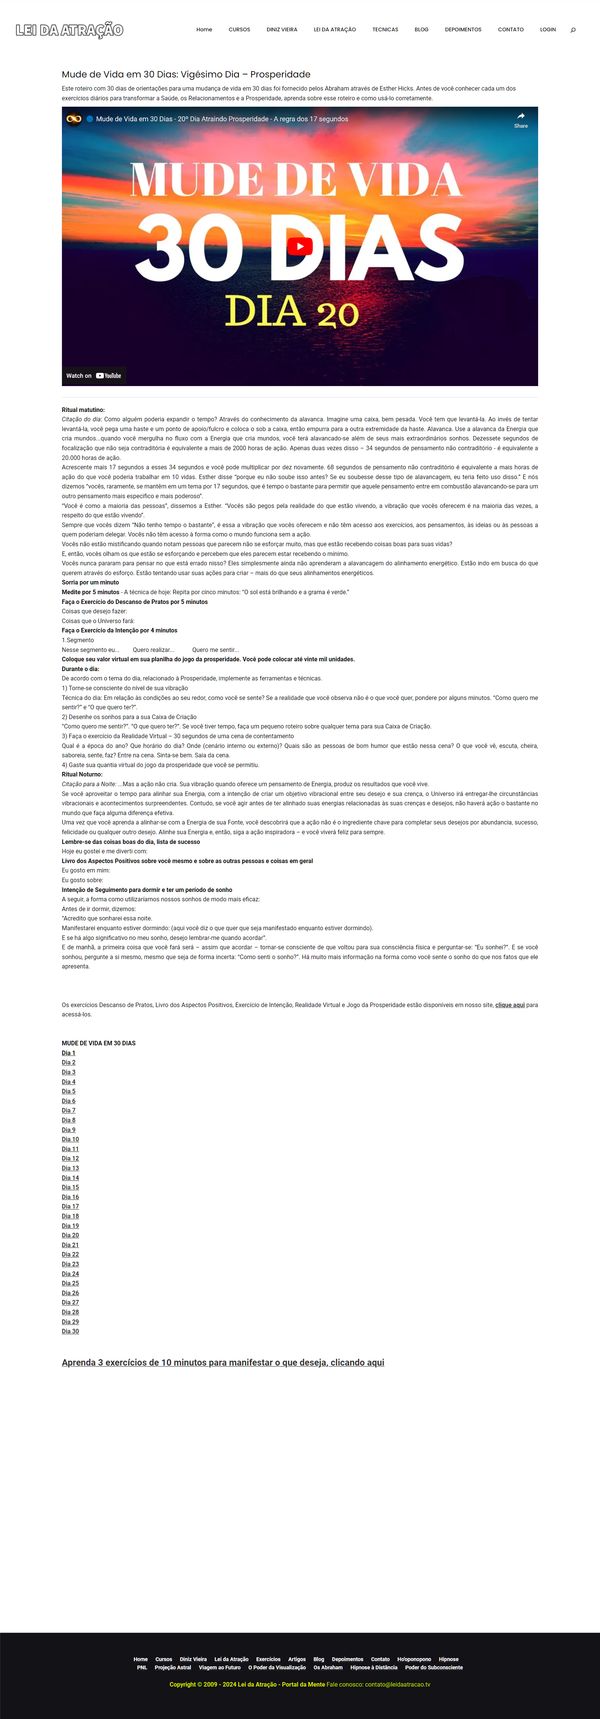 LEI DA ATRAÇÃO
Home CURSOS DINIZ VIEIRA LEI DA ATRAÇÃO TECNICAS BLOG DEPOIMENTOS CONTATO LOGIN
Mude de Vida em 30 Dias: Vigésimo Dia – Prosperidade
Este roteiro com 30 dias de orientações para uma mudança de vida em 30 dias foi fornecido pelos Abraham através de Esther Hicks. Antes de você conhecer cada um dos
exercícios diários para transformar a Saúde, os Relacionamentos e a Prosperidade, aprenda sobre esse roteiro e como usá-lo corretamente.
Mude de Vida em 30 Dias - 20º Dia Atraindo Prosperidade - A regra dos 17 segundos
Share
MUDE DE VIDA
30 DIAS
DIA 20
Watch on YouTube
Ritual matutino:
Citação do dia: Como alguém poderia expandir o tempo? Através do conhecimento da alavanca. Imagine uma caixa, bem pesada. Você tem que levantá-la. Ao invés de tentar
levantá-la, você pega uma haste e um ponto de apoio/fulcro e coloca o sob a caixa, então empurra para a outra extremidade da haste. Alavanca. Use a alavanca da Energia que
cria mundos...quando você mergulha no fluxo com a Energia que cria mundos, você terá alavancado-se além de seus mais extraordinários sonhos. Dezessete segundos de
focalização que não seja contraditória é equivalente a mais de 2000 horas de ação. Apenas duas vezes disso – 34 segundos de pensamento não contraditório - é equivalente a
20.000 horas de ação.
Acrescente mais 17 segundos a esses 34 segundos e você pode multiplicar por dez novamente. 68 segundos de pensamento não contraditório é equivalente a mais horas de
ação do que você poderia trabalhar em 10 vidas. Esther disse "porque eu não soube isso antes? Se eu soubesse desse tipo de alavancagem, eu teria feito uso disso." E nós
dizemos "vocês, raramente, se mantêm em um tema por 17 segundos, que é tempo o bastante para permitir que aquele pensamento entre em combustão alavancando-se para um
outro pensamento mais específico e mais poderoso".
"Você é como a maioria das pessoas", dissemos a Esther. "Vocês são pegos pela realidade do que estão vivendo, a vibração que vocês oferecem é na maioria das vezes, a
respeito do que estão vivendo".
Sempre que vocês dizem "Não tenho tempo o bastante", é essa a vibração que vocês oferecem e não têm acesso aos exercícios, aos pensamentos, às ideias ou às pessoas a
quem poderiam delegar. Vocês não têm acesso à forma como o mundo funciona sem a ação.
Vocês não estão mistificando quando notam pessoas que parecem não se esforçar muito, mas que estão recebendo coisas boas para suas vidas?
E, então, vocês olham os que estão se esforçando e percebem que eles parecem estar recebendo o mínimo.
Vocês nunca pararam para pensar no que está errado nisso? Eles simplesmente ainda não aprenderam a alavancagem do alinhamento energético. Estão indo em busca do que
querem através do esforço. Estão tentando usar suas ações para criar – mais do que seus alinhamentos energéticos.
Sorria por um minuto
Medite por 5 minutos - A técnica de hoje: Repita por cinco minutos: "O sol está brilhando e a grama é verde."
Faça o Exercício do Descanso de Pratos por 5 minutos
Coisas que desejo fazer:
Coisas que o Universo fará:
Faça o Exercício da Intenção por 4 minutos
1.Segmento
Nesse segmento eu... Quero realizar... Quero me sentir...
Coloque seu valor virtual em sua planilha do jogo da prosperidade. Você pode colocar até vinte mil unidades.
Durante o dia:
De acordo com o tema do dia, relacionado à Prosperidade, implemente as ferramentas e técnicas.
1) Torne-se consciente do nível de sua vibração
Técnica do dia: Em relação às condições ao seu redor, como você se sente? Se a realidade que você observa não é o que você quer, pondere por alguns minutos. "Como quero me
sentir?" e "O que quero ter?".
2) Desenhe os sonhos para a sua Caixa de Criação
"Como quero me sentir?". "O que quero ter?". Se você tiver tempo, faça um pequeno roteiro sobre qualquer tema para sua Caixa de Criação.
3) Faça o exercício da Realidade Virtual – 30 segundos de uma cena de contentamento
Qual é a época do ano? Que horário do dia? Onde (cenário interno ou externo)? Quais são as pessoas de bom humor que estão nessa cena? O que você vê, escuta, cheira,
saboreia, sente, faz? Entre na cena. Sinta-se bem. Saia da cena.
4) Gaste sua quantia virtual do jogo da prosperidade que você se permitiu.
Ritual Noturno:
Citação para a Noite: ...Mas a ação não cria. Sua vibração quando oferece um pensamento de Energia, produz os resultados que você vive.
Se você aproveitar o tempo para alinhar sua Energia, com a intenção de criar um objetivo vibracional entre seu desejo e sua crença, o Universo irá entregar-lhe circunstâncias
vibracionais e acontecimentos surpreendentes. Contudo, se você agir antes de ter alinhado suas energias relacionadas às suas crenças e desejos, não haverá ação o bastante no
mundo que faça alguma diferença efetiva.
Uma vez que você aprenda a alinhar-se com a Energia de sua Fonte, você descobrirá que a ação não é o ingrediente chave para completar seus desejos por abundancia, sucesso,
felicidade ou qualquer outro desejo. Alinhe sua Energia e, então, siga a ação inspiradora – e você viverá feliz para sempre.
Lembre-se das coisas boas do dia, lista de sucesso
Hoje eu gostei e me diverti com:
Livro dos Aspectos Positivos sobre você mesmo e sobre as outras pessoas e coisas em geral
Eu gosto em mim:
Eu gosto sobre:
Intenção de Seguimento para dormir e ter um período de sonho
A seguir, a forma como utilizaríamos nossos sonhos de modo mais eficaz:
Antes de ir dormir, dizemos:
"Acredito que sonharei essa noite.
Manifestarei enquanto estiver dormindo: (aqui você diz o que quer que seja manifestado enquanto estiver dormindo).
E se há algo significativo no meu sonho, desejo lembrar-me quando acordar".
E de manhã, a primeira coisa que você fará será – assim que acordar – tornar-se consciente de que voltou para sua consciência física e perguntar-se: "Eu sonhei?". E se você
sonhou, pergunte a si mesmo, mesmo que seja de forma incerta: "Como senti o sonho?". Há muito mais informação na forma como você sente o sonho do que nos fatos que ele
apresenta.
Os exercícios Descanso de Pratos, Livro dos Aspectos Positivos, Exercício de Intenção, Realidade Virtual e Jogo da Prosperidade estão disponíveis em nosso site, clique aqui para
acessá-los.
MUDE DE VIDA EM 30 DIAS
Dia 1
Dia 2
Dia 3
Dia 4
Dia 5
Dia 6
Dia 7
Dia 8
Dia 9
Dia 10
Dia 11
Dia 12
Dia 13
Dia 14
Dia 15
Dia 16
Dia 17
Dia 18
Dia 19
Dia 20
Dia 21
Dia 22
Dia 23
Dia 24
Dia 25
Dia 26
Dia 27
Dia 28
Dia 29
Dia 30
Aprenda 3 exercícios de 10 minutos para manifestar o que deseja, clicando aqui
Home Cursos Diniz Vieira Lei da Atração Exercícios Artigos Blog Depoimentos Contato Ho'oponopono Hipnose
PNL Projeção Astral Viagem ao Futuro O Poder da Visualização Os Abraham Hipnose à Distância Poder do Subconsciente
Copyright © 2009 - 2024 Lei da Atração - Portal da Mente Fale conosco: contato@leidaatracao.tv